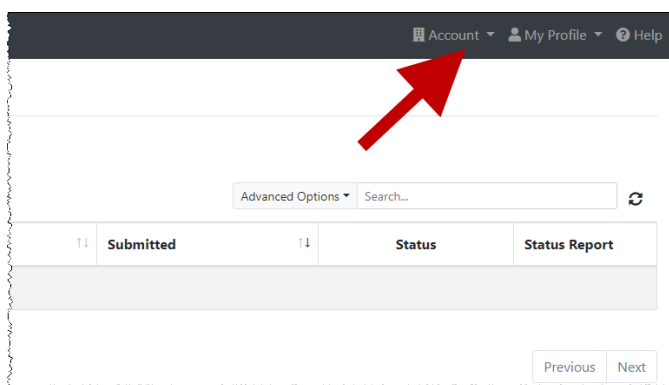 Account My Profile Help
Advanced Options Search...
Submitted Status Status Report
Previous Next